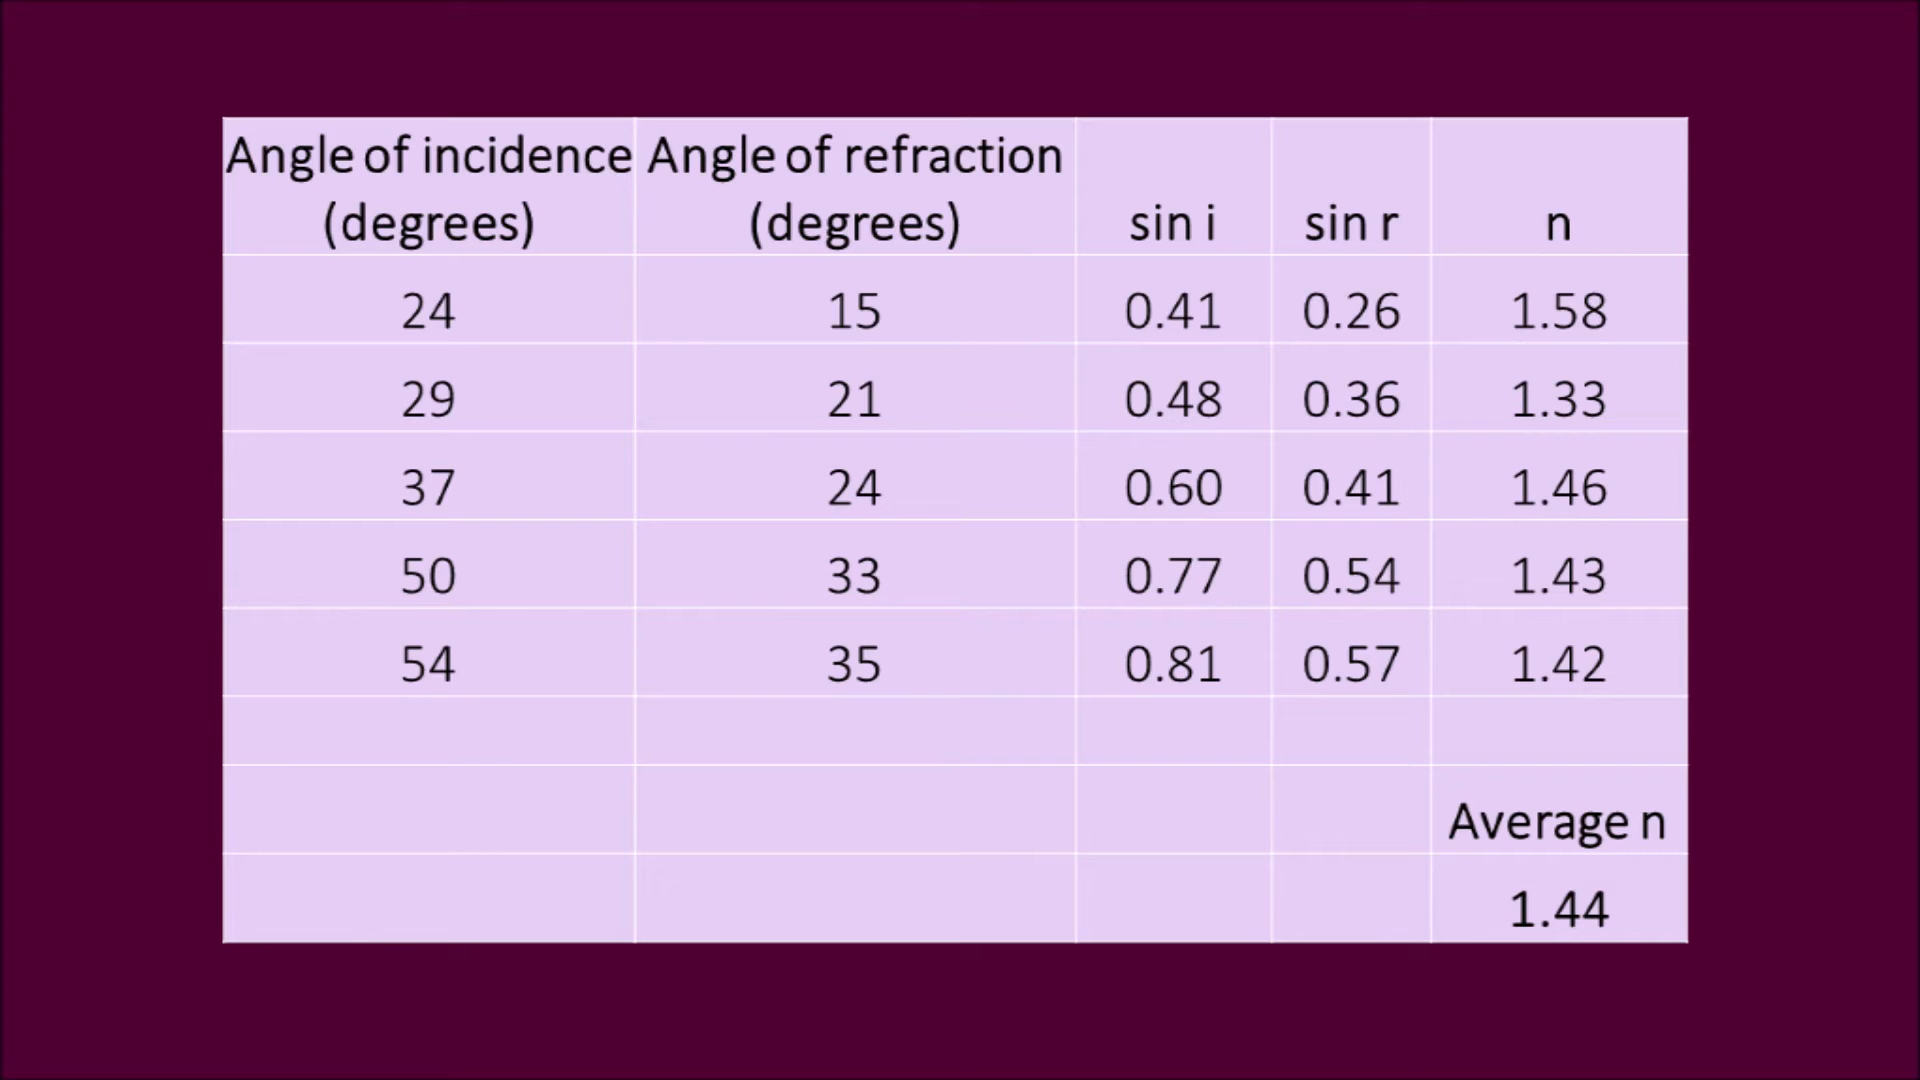 Angle of incidence (degrees) Angle of refraction (degrees) sin i sin r n
24 15 0.41 0.26 1.58
29 21 0.48 0.36 1.33
37 24 0.60 0.41 1.46
50 33 0.77 0.54 1.43
54 35 0.81 0.57 1.42
Average n
1.44